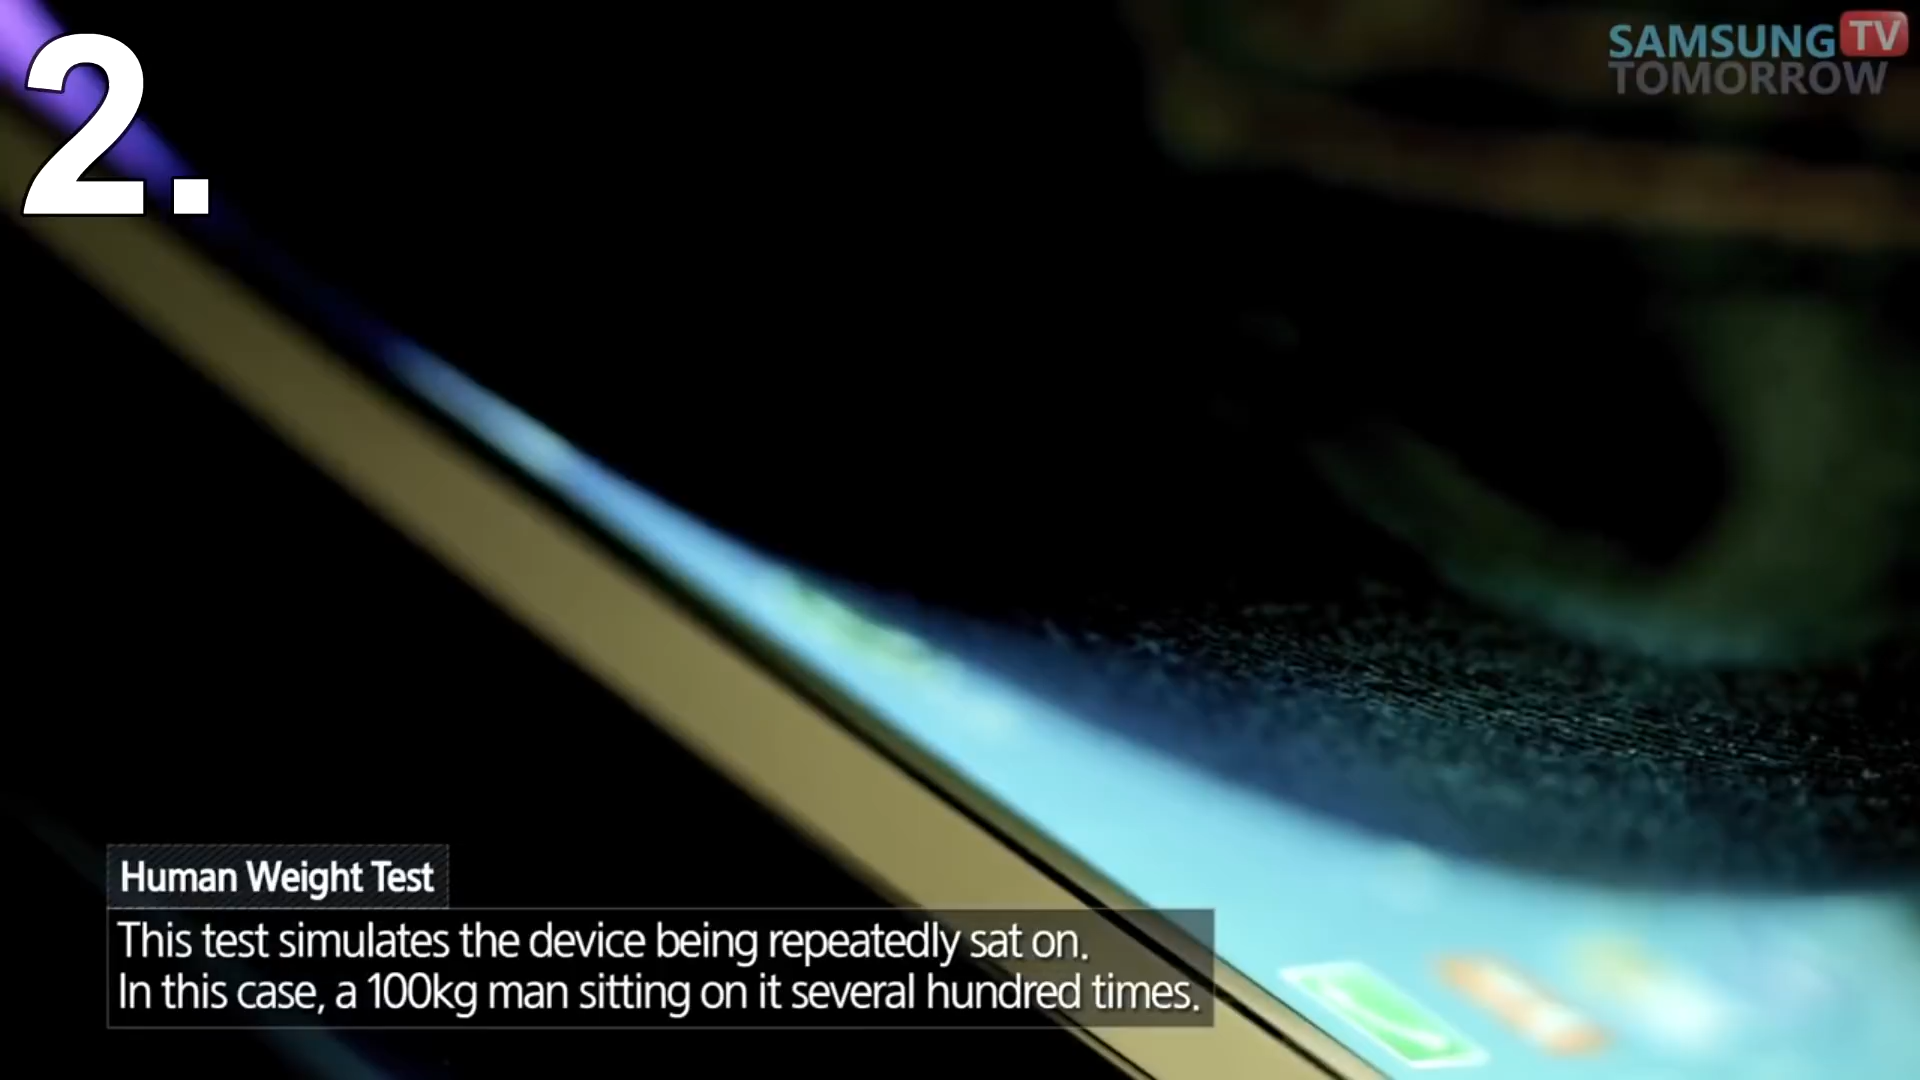 2.
SAMSUNG TV
TOMORROW
Human Weight Test
This test simulates the device being repeatedly sat on.
In this case, a 100kg man sitting on it several hundred times.